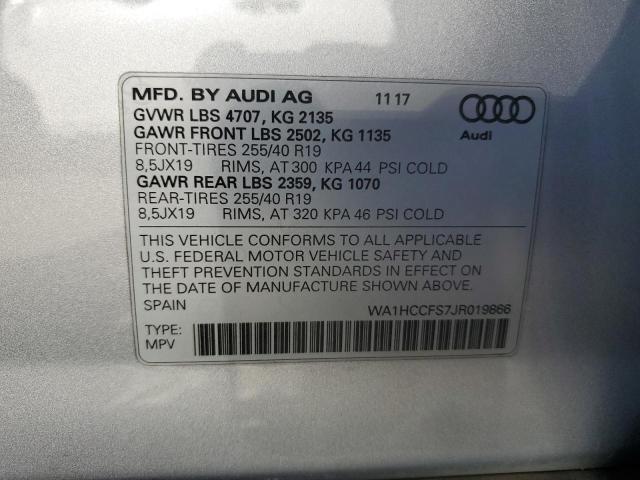 MFD. BY AUDI AG 11 17
GVWR LBS 4707, KG 2135
GAWR FRONT LBS 2502, KG 1135
Audi
FRONT-TIRES 255/40 R19
8,5JX19 RIMS, AT 300 KPA 44 PSI COLD
GAWR REAR LBS 2359, KG 1070
REAR-TIRES 255/40 R19
8,5JX19 RIMS, AT 320 KPA 46 PSI COLD
THIS VEHICLE CONFORMS TO ALL APPLICABLE
U.S. FEDERAL MOTOR VEHICLE SAFETY AND
THEFT PREVENTION STANDARDS IN EFFECT ON
THE DATE OF MANUFACTURE SHOWN ABOVE.
SPAIN WA1HCCFS7JR019866
TYPE:
MPV